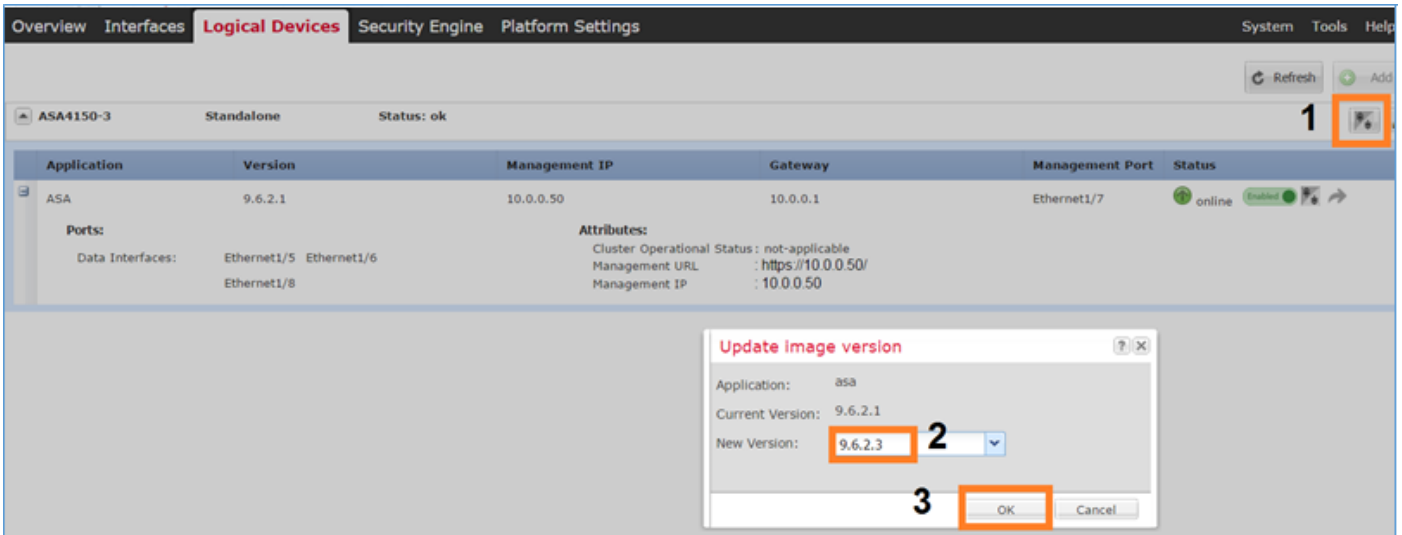 Overview Interfaces Logical Devices Security Engine Platform Settings System Tools Help
Refresh Add
ASA4150-3 Standalone Status: ok 1
Application Version Management IP Gateway Management Port Status
ASA 9.6.2.1 10.0.0.50 10.0.0.1 Ethernet1/7 online Enabled
Ports: Attributes:
Data Interfaces: Ethernet1/5 Ethernet1/6 Cluster Operational Status : not-applicable
Management URL : https://10.0.0.50/
Ethernet1/8 Management IP : 10.0.0.50
Update image version ?
Application: asa
Current Version: 9.6.2.1
New Version: 9.6.2.3 2
3 OK Cancel